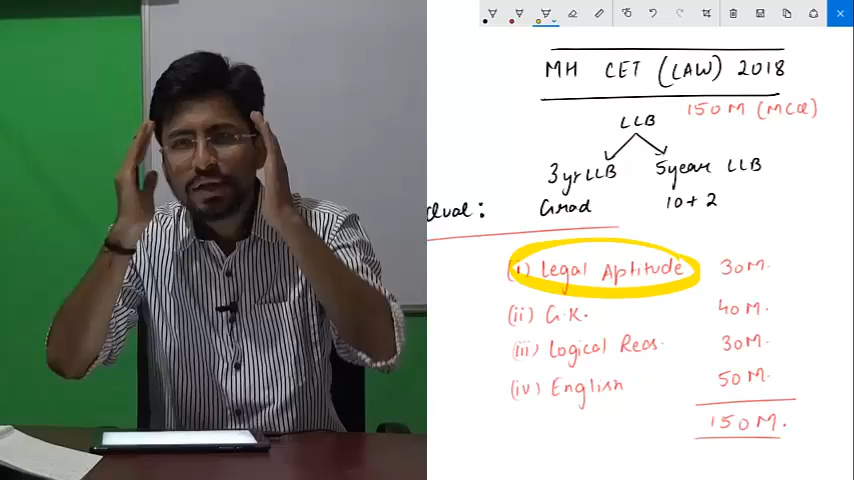 MH CET (LAW) 2018
150 M (MCQ)
LLB
3yr LLB 5year LLB
dual: Grad 10+2
(i) Legal Aptitude 30M.
(ii) G.K. 40M.
(iii) Logical Reas. 30M.
(iv) English 50M.
150M.